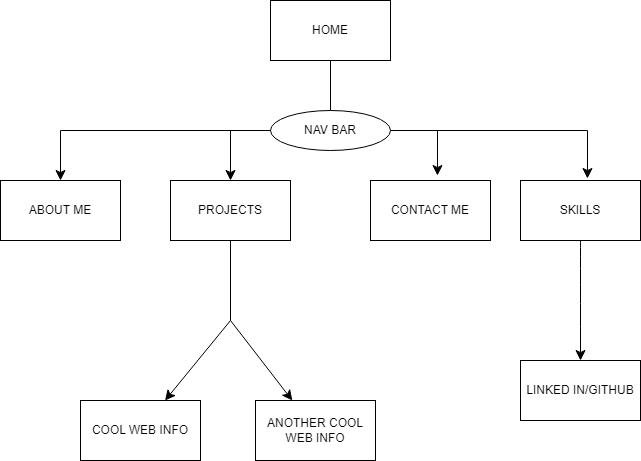 HOME
NAV BAR
ABOUT ME
PROJECTS
CONTACT ME
SKILLS
LINKED IN/GITHUB
COOL WEB INFO
ANOTHER COOL
WEB INFO